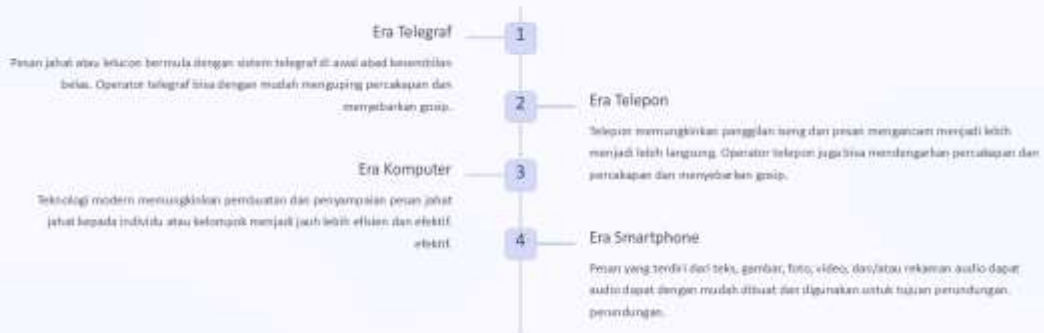 Era Telegraf
1
Pesan jahat atau lelucon bermula dengan sistem telegraf di awal abad kesembilan
belas. Operator telegraf bisa dengan mudah menguping percakapan dan
menyebarkan gosip.
2
Era Telepon
Telepon memungkinkan panggilan iseng dan pesan mengancam menjadi lebih
menjadi lebih langsung. Operator telepon juga bisa mendengarkan percakapan dan
percakapan dan menyebarkan gosip.
Era Komputer
3
Teknologi modern memungkinkan pembuatan dan penyampaian pesan jahat
jahat kepada individu atau kelompok menjadi jauh lebih efisien dan efektif.
efektif.
4
Era Smartphone
Pesan yang terdiri dari teks, gambar, foto, video, dan/atau rekaman audio dapat
audio dapat dengan mudah dibuat dan digunakan untuk tujuan perundungan.
perundungan.